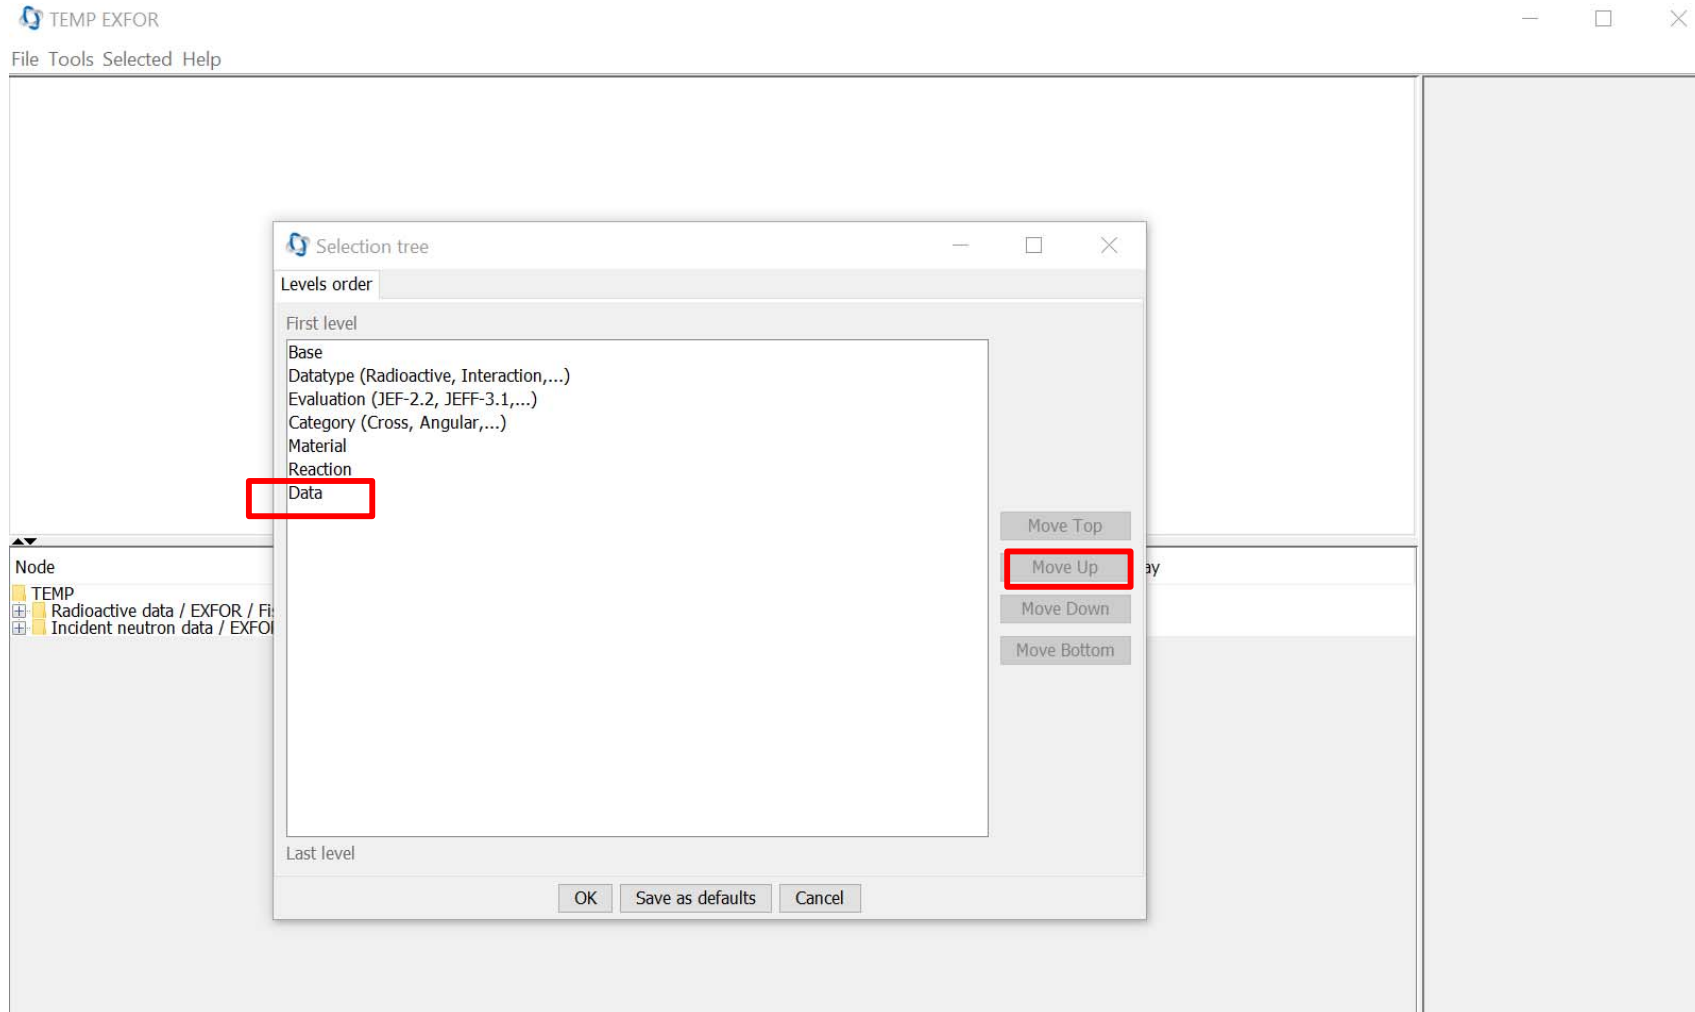 TEMP EXFOR
File Tools Selected Help
Selection tree
Levels order
First level
Base
Datatype (Radioactive, Interaction,...)
Evaluation (JEF-2.2, JEFF-3.1,...)
Category (Cross, Angular,...)
Material
Reaction
Data
Move Top
Move Up
Move Down
Move Bottom
Last level
OK Save as defaults Cancel
Node
TEMP
Radioactive data / EXFOR /
Incident neutron data /